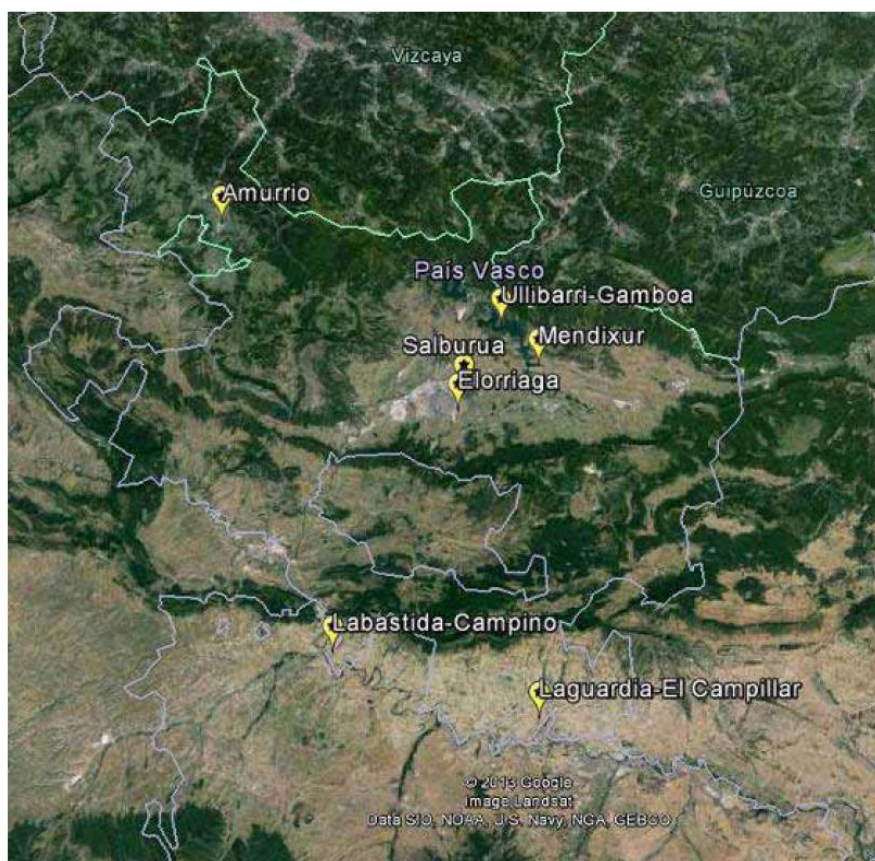 Vizcaya
Amurrio
Guipúzcoa
País Vasco
Ullibarri-Gamboa
Mendixur
Salburua
Elorriaga
Labastida-Campino
Laguardia-El Campillar
© 2013 Google
Image Landsat
Data SIO, NOAA, U.S. Navy, NGA, GEBCO